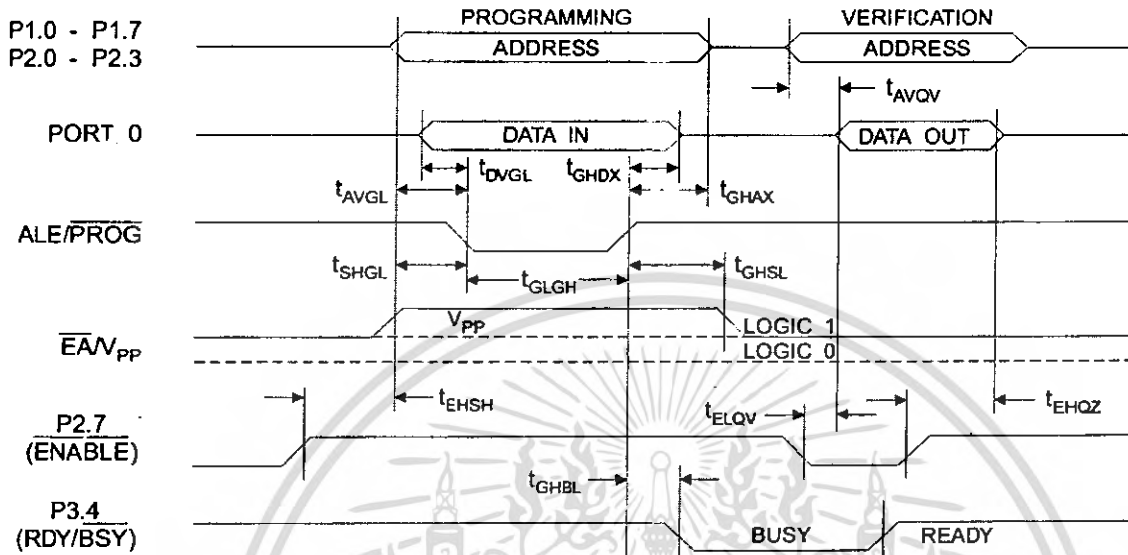 PROGRAMMING VERIFICATION
P1.0 - P1.7
P2.0 - P2.3
ADDRESS ADDRESS
tAVQV
PORT 0
DATA IN DATA OUT
tDVGL tGHDX
tAVGL tGHAX
ALE/PROG
tSHGL tGLGH tGHSL
VPP LOGIC 1
EA/VPP
LOGIC 0
tEHSH tELQV tEHQZ
P2.7
(ENABLE)
tGHBL
P3.4
(RDY/BSY)
BUSY READY